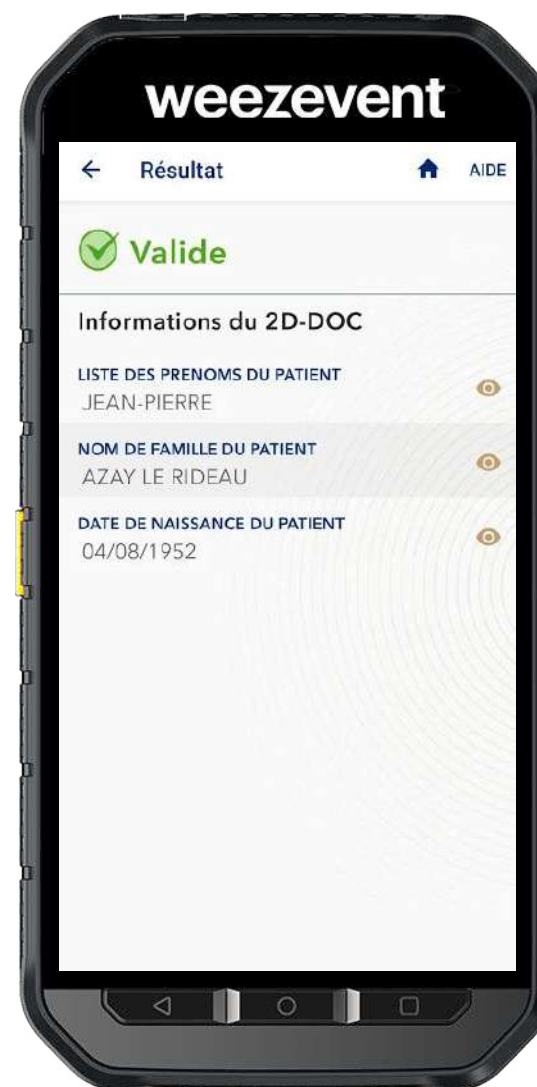 weezevent
Résultat
AIDE
Valide
Informations du 2D-DOC
LISTE DES PRENOMS DU PATIENT
JEAN-PIERRE
NOM DE FAMILLE DU PATIENT
AZAY LE RIDEAU
DATE DE NAISSANCE DU PATIENT
04/08/1952